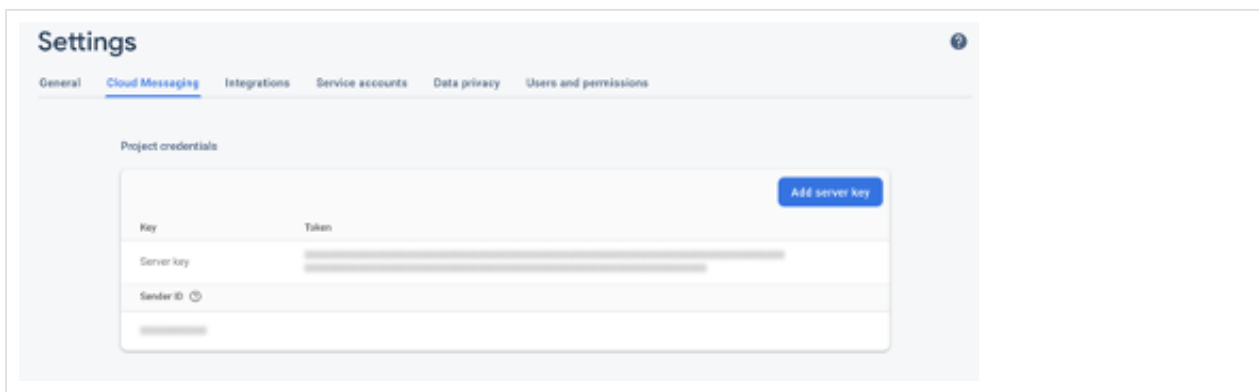 Settings
General Cloud Messaging Integrations Service accounts Data privacy Users and permissions
Project credentials
Add server key
Key Token
Server key
Sender ID